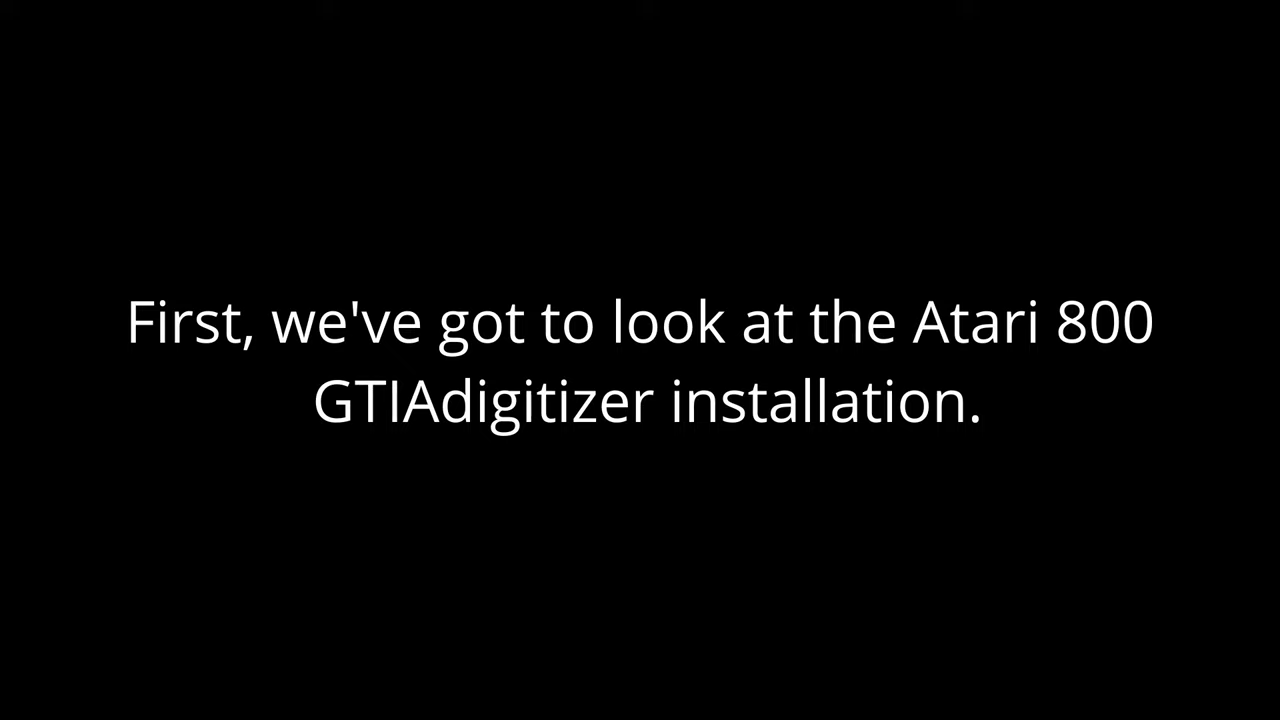 First, we've got to look at the Atari 800
GTIAdigitizer installation.